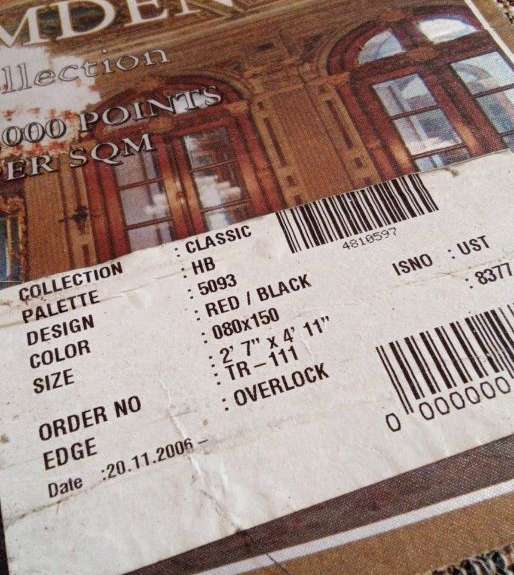 MDEN
llection
000 POINTS
ER SQM
4810597
COLLECTION : CLASSIC
PALETTE : HB
DESIGN : 5093
COLOR : RED / BLACK
SIZE : 080x150
: 2' 7" X 4' 11"
ORDER NO : TR-111
EDGE : OVERLOCK
Date :20.11.2006-
ISNO : UST
: 8377
0 000000